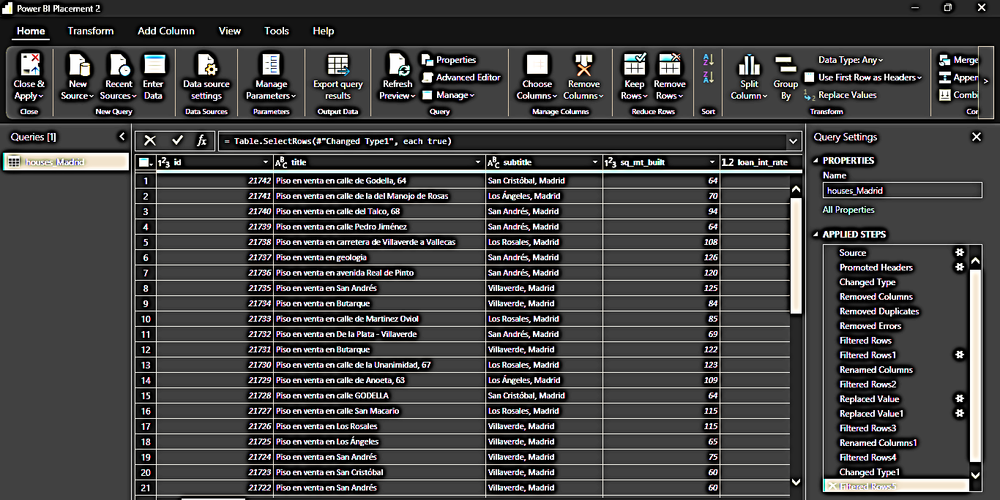 Power BI Placement 2
Home Transform Add Column View Tools Help
Close & Apply
New Source
Recent Sources
Enter Data
Data source settings
Manage Parameters
Export query results
Refresh Preview
Properties
Advanced Editor
Manage
Choose Columns
Remove Columns
Keep Rows
Remove Rows
Split Column
Group By
Data Type: Any
Use First Row as Headers
Replace Values
Merge
Appen
Combi
Close New Query Data Sources Parameters Output Data Query Manage Columns Reduce Rows Sort Transform Cor
Queries [1]
houses_Madrid
fx = Table.SelectRows(#"Changed Type1", each true)
123 id ABC title ABC subtitle 123 sq_mt_built 1.2 loan_int_rate
1 21742 Piso en venta en calle de Godella, 64 San Cristóbal, Madrid 64
2 21741 Piso en venta en calle de la del Manojo de Rosas Los Ángeles, Madrid 70
3 21740 Piso en venta en calle del Talco, 68 San Andrés, Madrid 94
4 21739 Piso en venta en calle Pedro Jiménez San Andrés, Madrid 64
5 21738 Piso en venta en carretera de Villaverde a Vallecas Los Rosales, Madrid 108
6 21737 Piso en venta en geologia San Andrés, Madrid 126
7 21736 Piso en venta en avenida Real de Pinto San Andrés, Madrid 120
8 21735 Piso en venta en San Andrés Villaverde, Madrid 125
9 21734 Piso en venta en Butarque Villaverde, Madrid 84
10 21733 Piso en venta en calle de Martinez Oviol Los Rosales, Madrid 85
11 21732 Piso en venta en De la Plata - Villaverde San Andrés, Madrid 69
12 21731 Piso en venta en Butarque Villaverde, Madrid 122
13 21730 Piso en venta en calle de la Unanimidad, 67 Los Rosales, Madrid 123
14 21729 Piso en venta en calle de Anoeta, 63 Los Ángeles, Madrid 109
15 21728 Piso en venta en calle GODELLA San Cristóbal, Madrid 64
16 21727 Piso en venta en calle San Macario Los Rosales, Madrid 115
17 21726 Piso en venta en Los Rosales Villaverde, Madrid 115
18 21725 Piso en venta en Los Ángeles Villaverde, Madrid 65
19 21724 Piso en venta en San Andrés Villaverde, Madrid 75
20 21723 Piso en venta en San Cristóbal Villaverde, Madrid 60
21 21722 Piso en venta en San Andrés Villaverde, Madrid 60
Query Settings
PROPERTIES
Name
houses_Madrid
All Properties
APPLIED STEPS
Source
Promoted Headers
Changed Type
Removed Columns
Removed Duplicates
Removed Errors
Filtered Rows
Filtered Rows1
Renamed Columns
Filtered Rows2
Replaced Value
Replaced Value1
Filtered Rows3
Renamed Columns1
Filtered Rows4
Changed Type1
Filtered Rows5